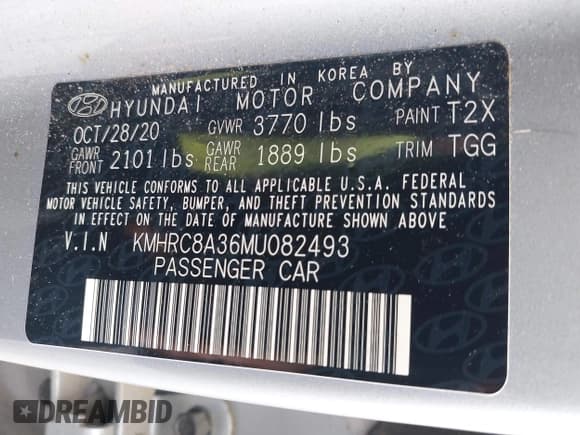 MANUFACTURED IN KOREA BY
HYUNDAI MOTOR COMPANY
OCT/28/20 GVWR 3770 lbs PAINT T2X
GAWR FRONT 2101 lbs GAWR REAR 1889 lbs TRIM TGG
THIS VEHICLE CONFORMS TO ALL APPLICABLE U.S.A. FEDERAL
MOTOR VEHICLE SAFETY, BUMPER, AND THEFT PREVENTION STANDARDS
IN EFFECT ON THE DATE OF MANUFACTURE SHOWN ABOVE.
V.I.N KMHRC8A36MU082493
PASSENGER CAR
DREAMBID